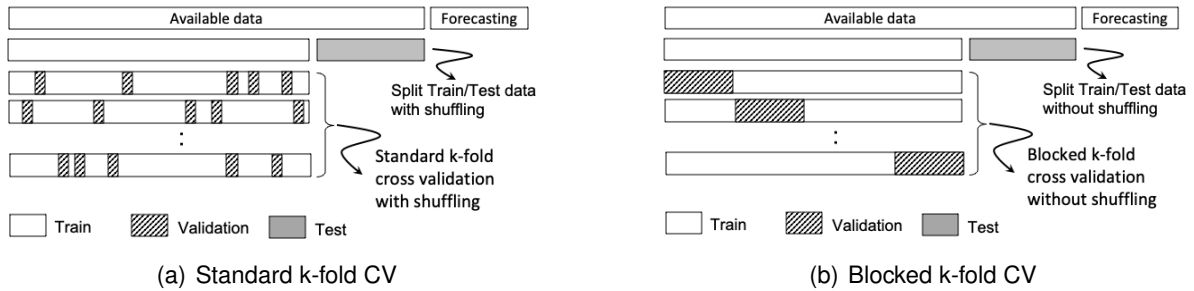 Available data
Forecasting
Split Train/Test data
with shuffling
:
Standard k-fold
cross validation
with shuffling
Train
Validation
Test
(a) Standard k-fold CV
Available data
Forecasting
Split Train/Test data
without shuffling
:
Blocked k-fold
cross validation
without shuffling
Train
Validation
Test
(b) Blocked k-fold CV